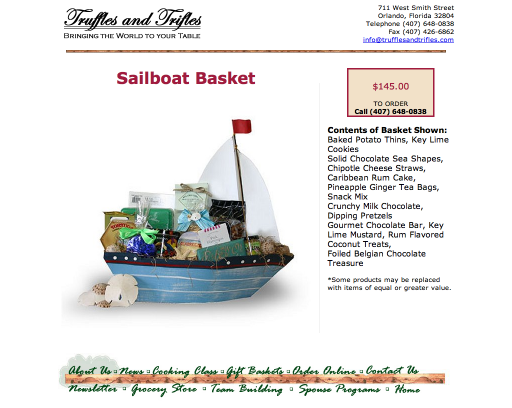 Truffles and Trifles
BRINGING THE WORLD TO YOUR TABLE
711 West Smith Street
Orlando, Florida 32804
Telephone (407) 648-0838
Fax (407) 426-6862
info@trufflesandtrifles.com
Sailboat Basket
$145.00
TO ORDER
Call (407) 648-0838
Contents of Basket Shown:
Baked Potato Thins, Key Lime
Cookies
Solid Chocolate Sea Shapes,
Chipotle Cheese Straws,
Caribbean Rum Cake,
Pineapple Ginger Tea Bags,
Snack Mix
Crunchy Milk Chocolate,
Dipping Pretzels
Gourmet Chocolate Bar, Key
Lime Mustard, Rum Flavored
Coconut Treats,
Foiled Belgian Chocolate
Treasure
*Some products may be replaced
with items of equal or greater value.
About Us News Cooking Class Gift Baskets Order Online Contact Us
Newsletter Grocery Store Team Building Spouse Programs Home